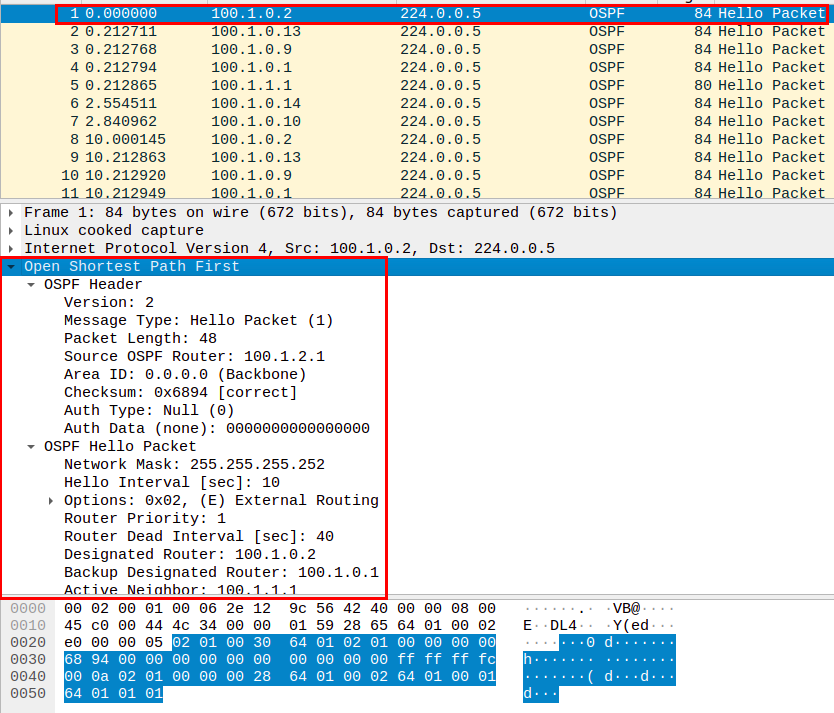 1 0.000000 100.1.0.2 224.0.0.5 OSPF 84 Hello Packet
2 0.212711 100.1.0.13 224.0.0.5 OSPF 84 Hello Packet
3 0.212768 100.1.0.9 224.0.0.5 OSPF 84 Hello Packet
4 0.212794 100.1.0.1 224.0.0.5 OSPF 84 Hello Packet
5 0.212865 100.1.1.1 224.0.0.5 OSPF 80 Hello Packet
6 2.554511 100.1.0.14 224.0.0.5 OSPF 84 Hello Packet
7 2.840962 100.1.0.10 224.0.0.5 OSPF 84 Hello Packet
8 10.000145 100.1.0.2 224.0.0.5 OSPF 84 Hello Packet
9 10.212863 100.1.0.13 224.0.0.5 OSPF 84 Hello Packet
10 10.212920 100.1.0.9 224.0.0.5 OSPF 84 Hello Packet
11 10.212949 100.1.0.1 224.0.0.5 OSPF 84 Hello Packet
Frame 1: 84 bytes on wire (672 bits), 84 bytes captured (672 bits)
Linux cooked capture
Internet Protocol Version 4, Src: 100.1.0.2, Dst: 224.0.0.5
Open Shortest Path First
OSPF Header
Version: 2
Message Type: Hello Packet (1)
Packet Length: 48
Source OSPF Router: 100.1.2.1
Area ID: 0.0.0.0 (Backbone)
Checksum: 0x6894 [correct]
Auth Type: Null (0)
Auth Data (none): 0000000000000000
OSPF Hello Packet
Network Mask: 255.255.255.252
Hello Interval [sec]: 10
Options: 0x02, (E) External Routing
Router Priority: 1
Router Dead Interval [sec]: 40
Designated Router: 100.1.0.2
Backup Designated Router: 100.1.0.1
Active Neighbor: 100.1.1.1
0000 00 02 00 01 00 06 2e 12 9c 56 42 40 00 00 08 00 ······.· ·VB@····
0010 45 c0 00 44 4c 34 00 00 01 59 28 65 64 01 00 02 E··DL4·· ·Y(ed···
0020 e0 00 00 05 02 01 00 30 64 01 02 01 00 00 00 00 ·······0 d·······
0030 68 94 00 00 00 00 00 00 00 00 00 00 ff ff ff fc h······· ········
0040 00 0a 02 01 00 00 00 28 64 01 00 02 64 01 00 01 ·······( d···d···
0050 64 01 01 01 d···